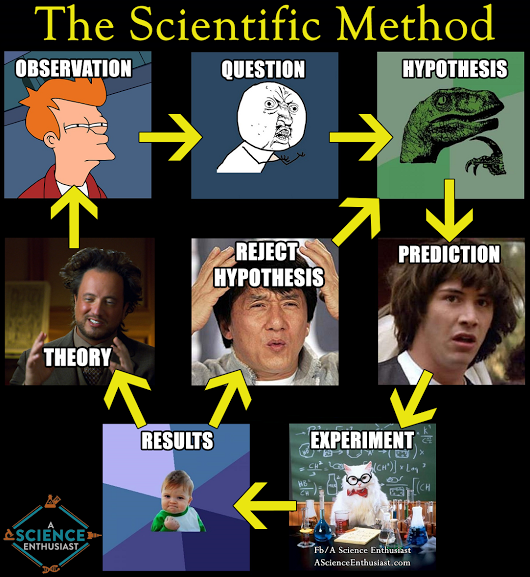 The Scientific Method
OBSERVATION
QUESTION
HYPOTHESIS
REJECT
HYPOTHESIS
PREDICTION
THEORY
RESULTS
EXPERIMENT
Fb/A Science Enthusiast
AScienceEnthusiast.com
A
SCIENCE
ENTHUSIAST